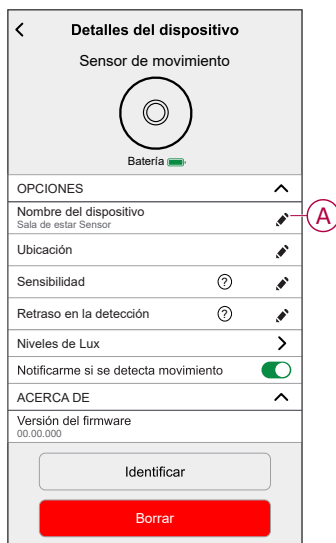 Detalles del dispositivo
Sensor de movimiento
Batería
OPCIONES
Nombre del dispositivo
Sala de estar Sensor
A
Ubicación
Sensibilidad ?
Retraso en la detección ?
Niveles de Lux
Notificarme si se detecta movimiento
ACERCA DE
Versión del firmware
00.00.000
Identificar
Borrar